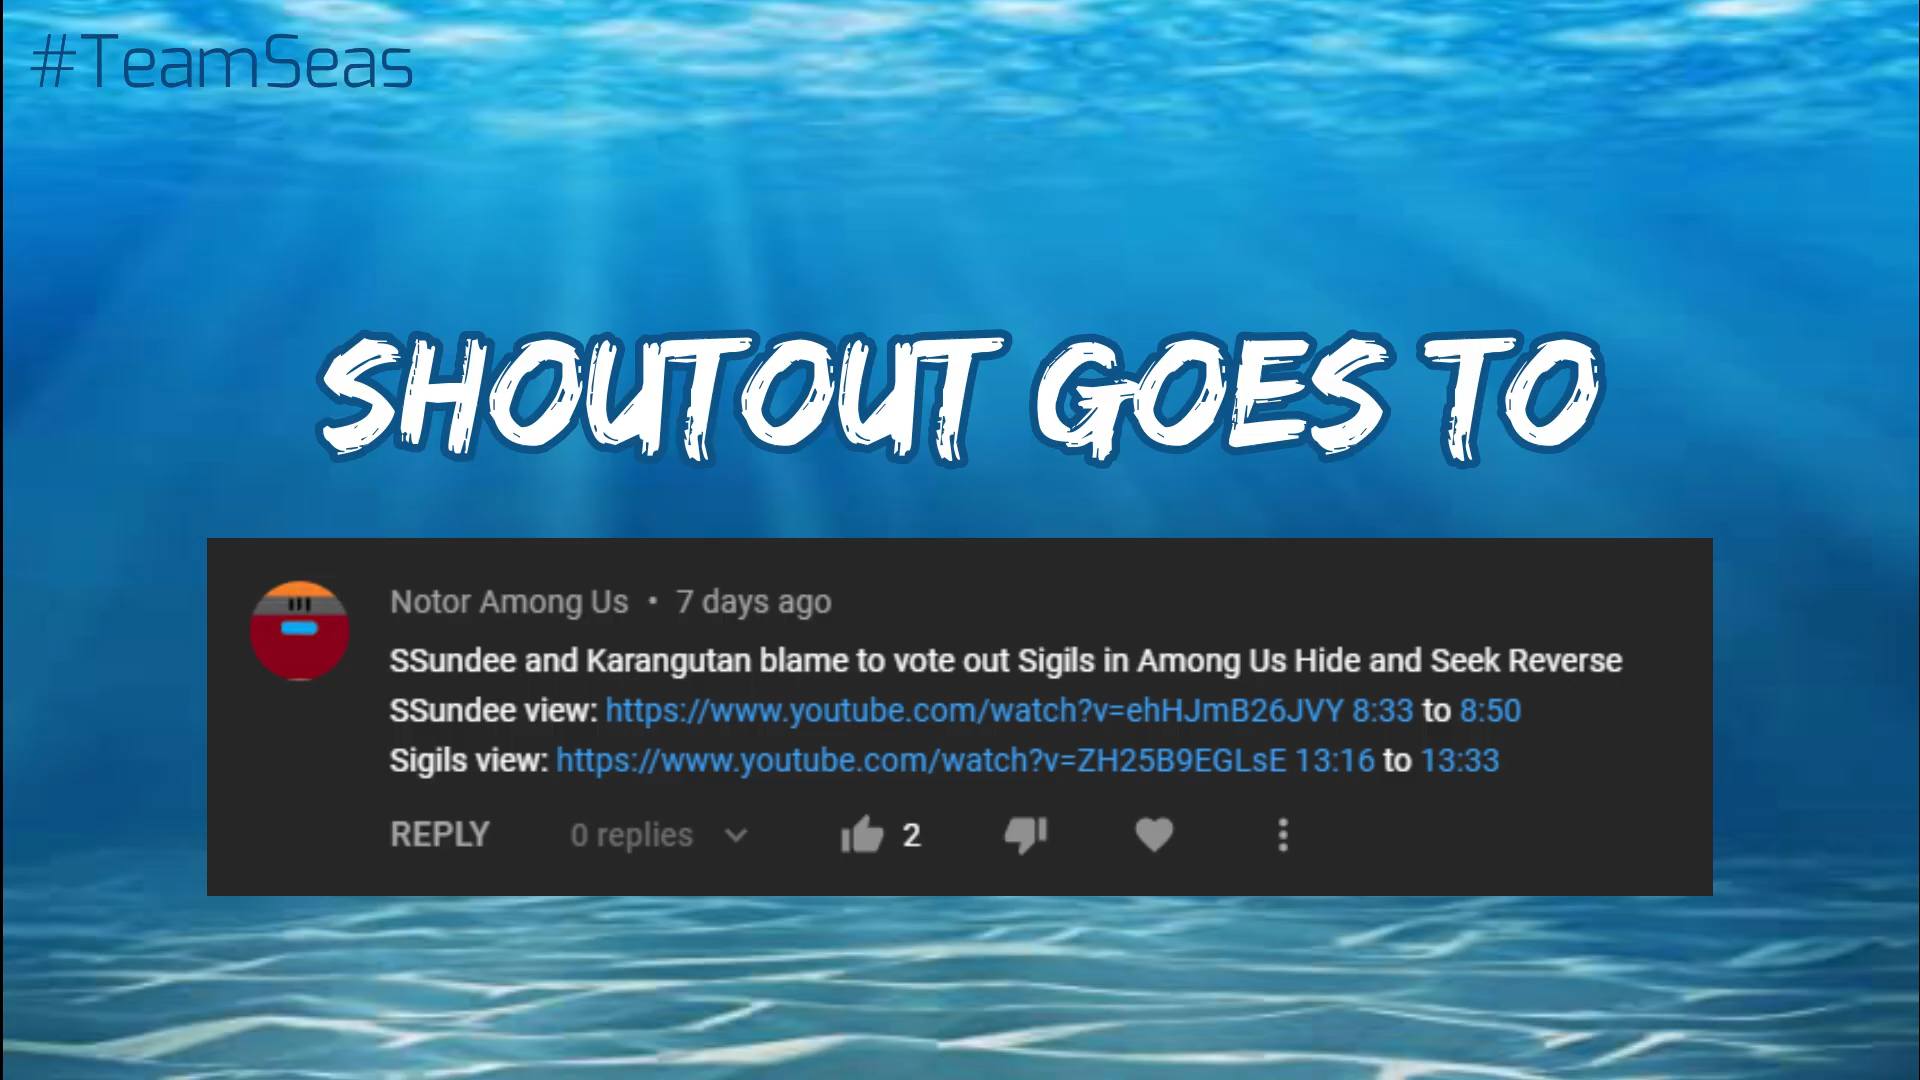 #TeamSeas
SHOUTOUT GOES TO
Notor Among Us • 7 days ago
SSundee and Karangutan blame to vote out Sigils in Among Us Hide and Seek Reverse
SSundee view: https://www.youtube.com/watch?v=ehHJmB26JVY 8:33 to 8:50
Sigils view: https://www.youtube.com/watch?v=ZH25B9EGLsE 13:16 to 13:33
REPLY 0 replies 2